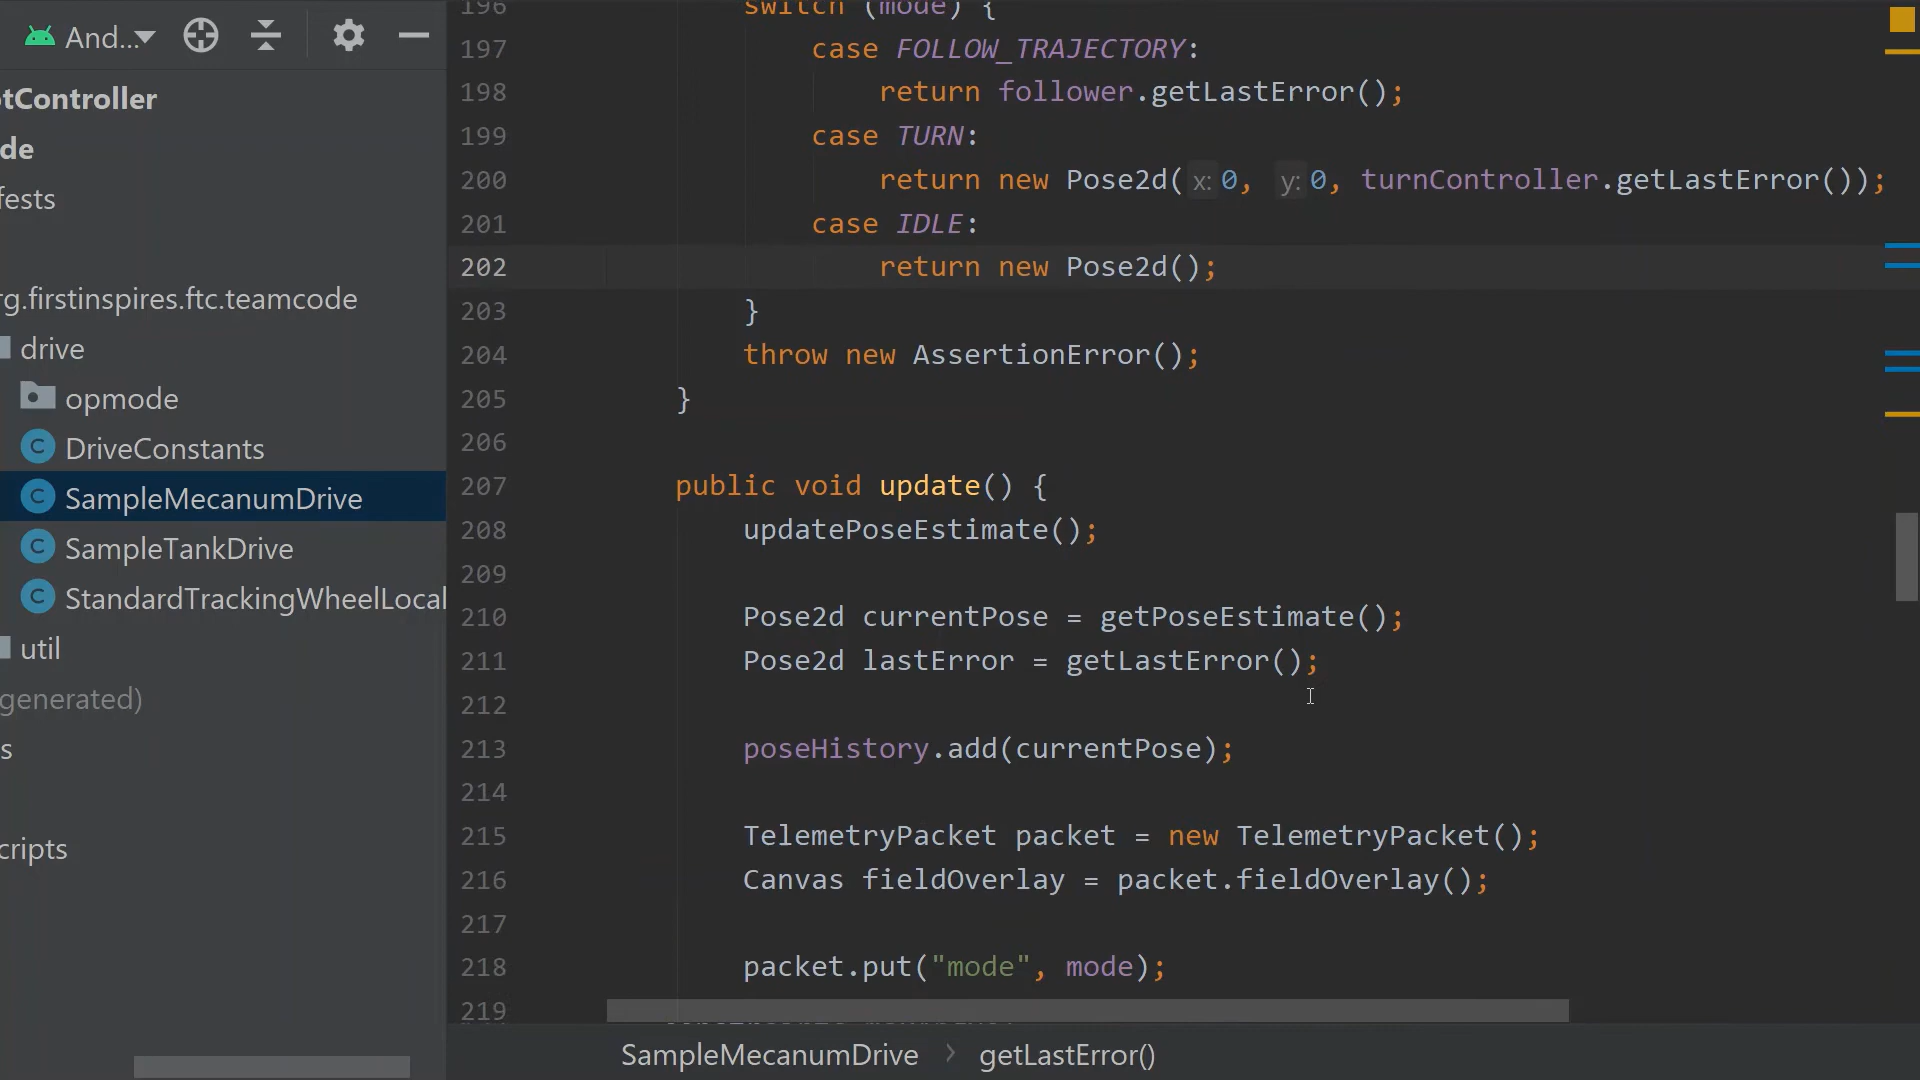 And...
tController
de
fests
rg.firstinspires.ftc.teamcode
drive
opmode
DriveConstants
SampleMecanumDrive
SampleTankDrive
StandardTrackingWheelLocal
util
generated)
s
cripts
196 switch (mode) {
197 case FOLLOW_TRAJECTORY:
198 return follower.getLastError();
199 case TURN:
200 return new Pose2d( x: 0, y: 0, turnController.getLastError());
201 case IDLE:
202 return new Pose2d();
203 }
204 throw new AssertionError();
205 }
206
207 public void update() {
208 updatePoseEstimate();
209
210 Pose2d currentPose = getPoseEstimate();
211 Pose2d lastError = getLastError();
212
213 poseHistory.add(currentPose);
214
215 TelemetryPacket packet = new TelemetryPacket();
216 Canvas fieldOverlay = packet.fieldOverlay();
217
218 packet.put("mode", mode);
219
SampleMecanumDrive > getLastError()